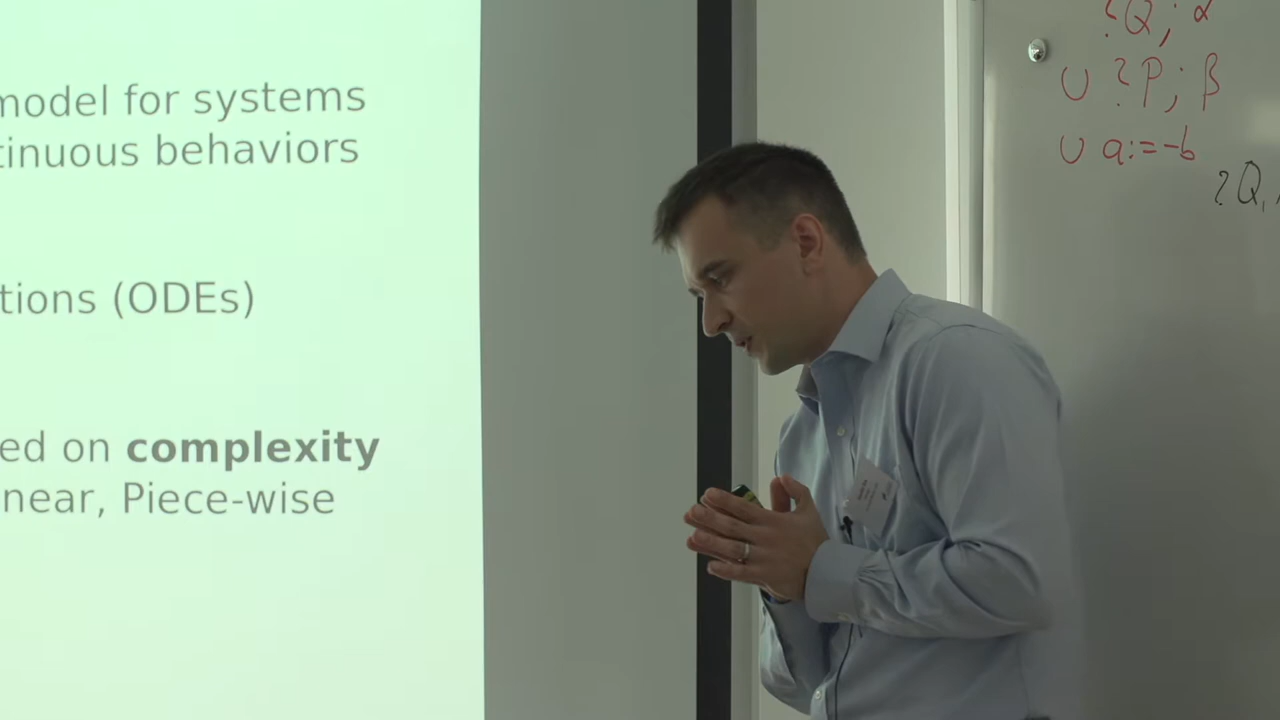 model for systems
tinuous behaviors
tions (ODEs)
ed on complexity
near, Piece-wise
?Q; α
∪ ?P; β
∪ a:=-b
?Q,